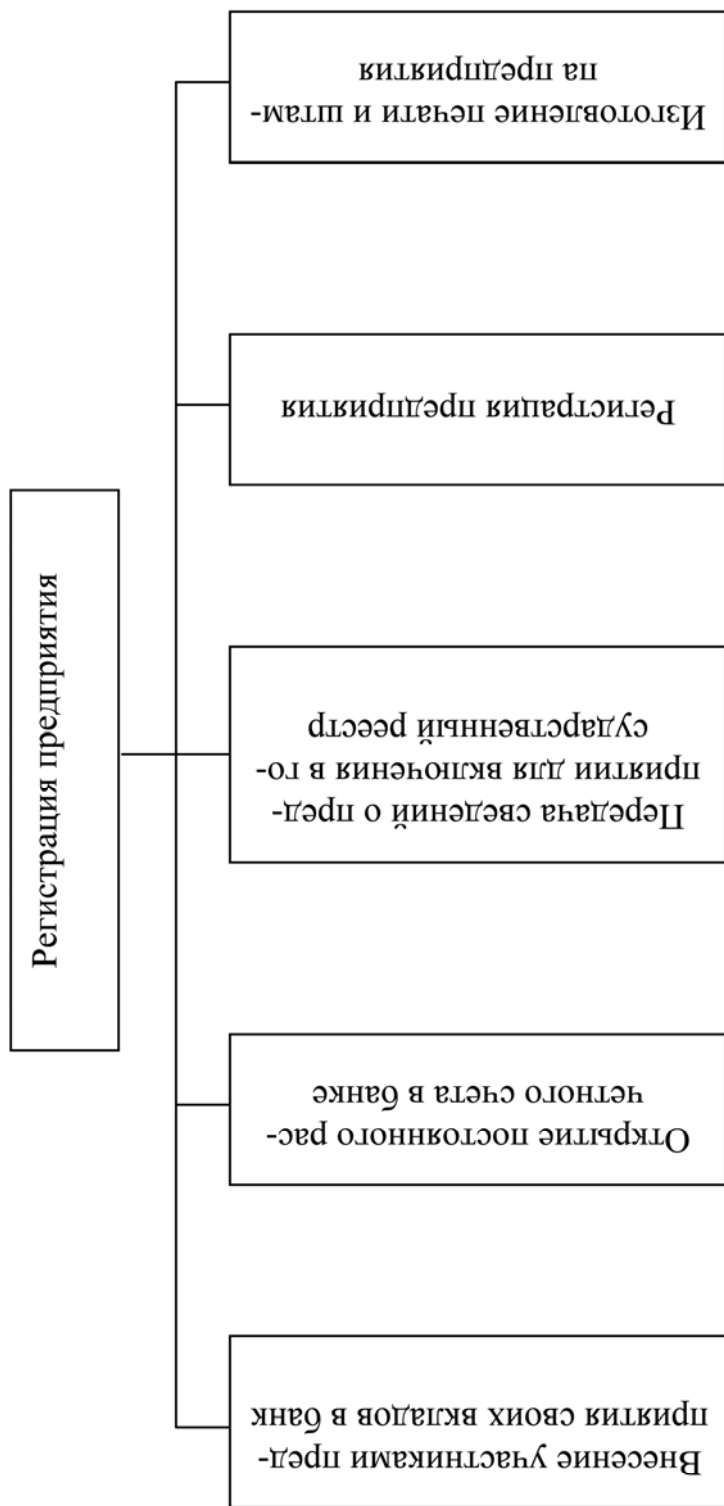 Регистрация предприятия
Изготовление печати и штам-
па предприятия
Регистрация предприятия
Передача сведений о пред-
приятии для включения в го-
сударственный реестр
Открытие постоянного рас-
четного счета в банке
Внесение участниками пред-
приятия своих вкладов в банк